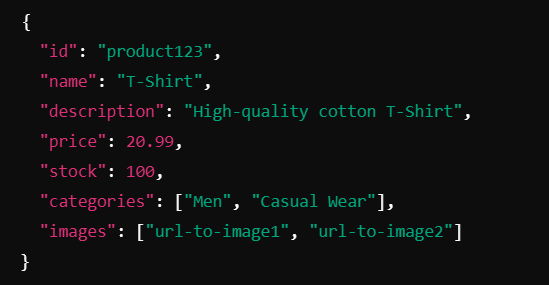 {
"id": "product123",
"name": "T-Shirt",
"description": "High-quality cotton T-Shirt",
"price": 20.99,
"stock": 100,
"categories": ["Men", "Casual Wear"],
"images": ["url-to-image1", "url-to-image2"]
}